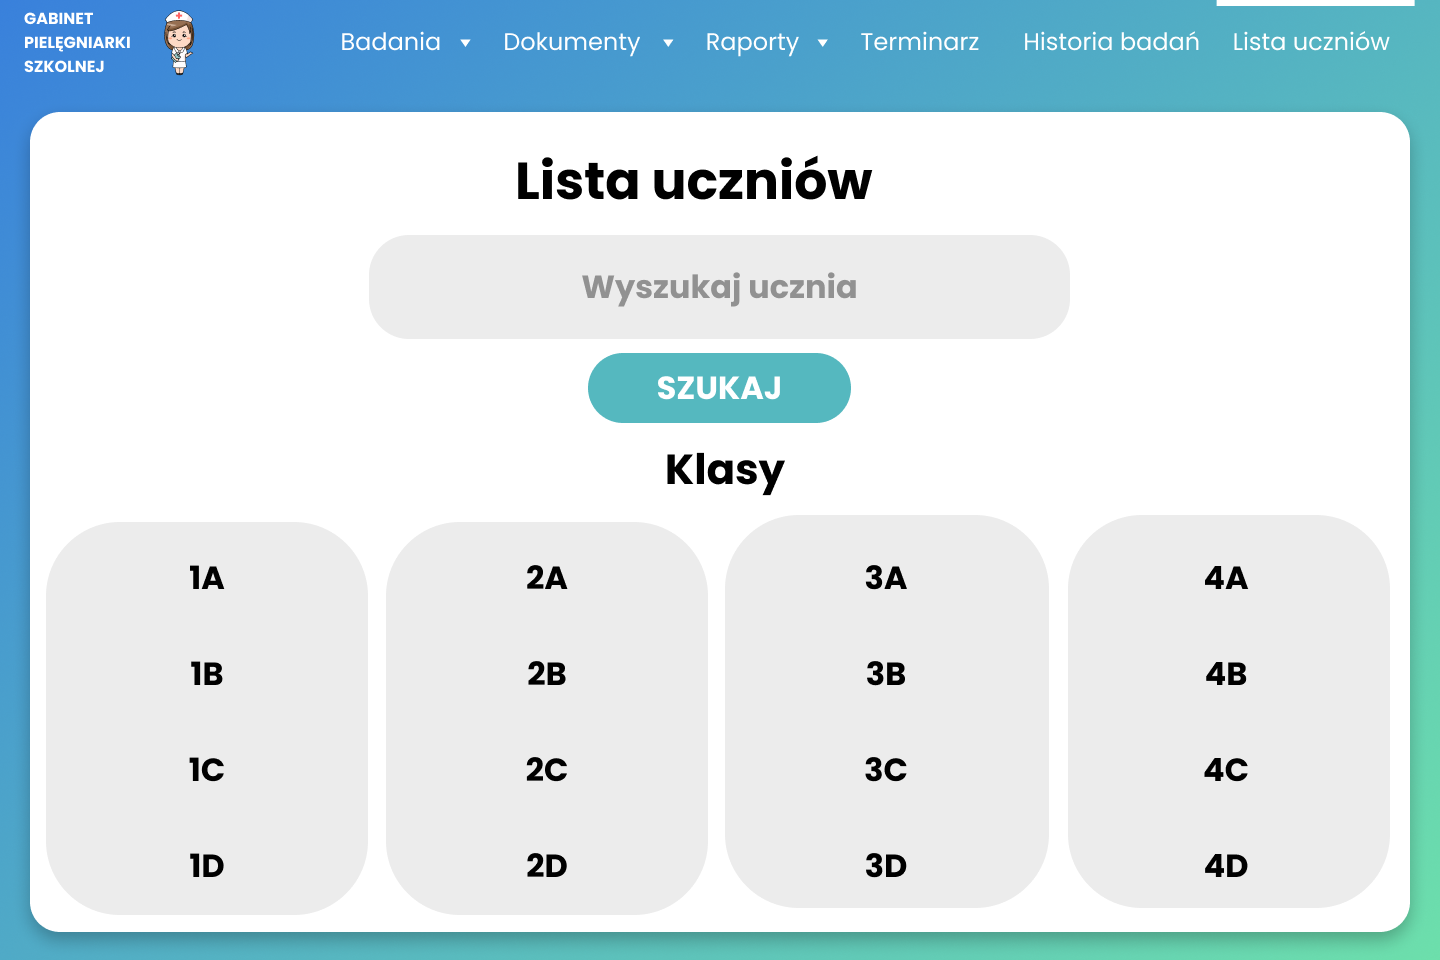 GABINET
PIELĘGNIARKI
SZKOLNEJ
Badania
Dokumenty
Raporty
Terminarz
Historia badań
Lista uczniów
Lista uczniów
Wyszukaj ucznia
SZUKAJ
Klasy
1A 2A 3A 4A
1B 2B 3B 4B
1C 2C 3C 4C
1D 2D 3D 4D